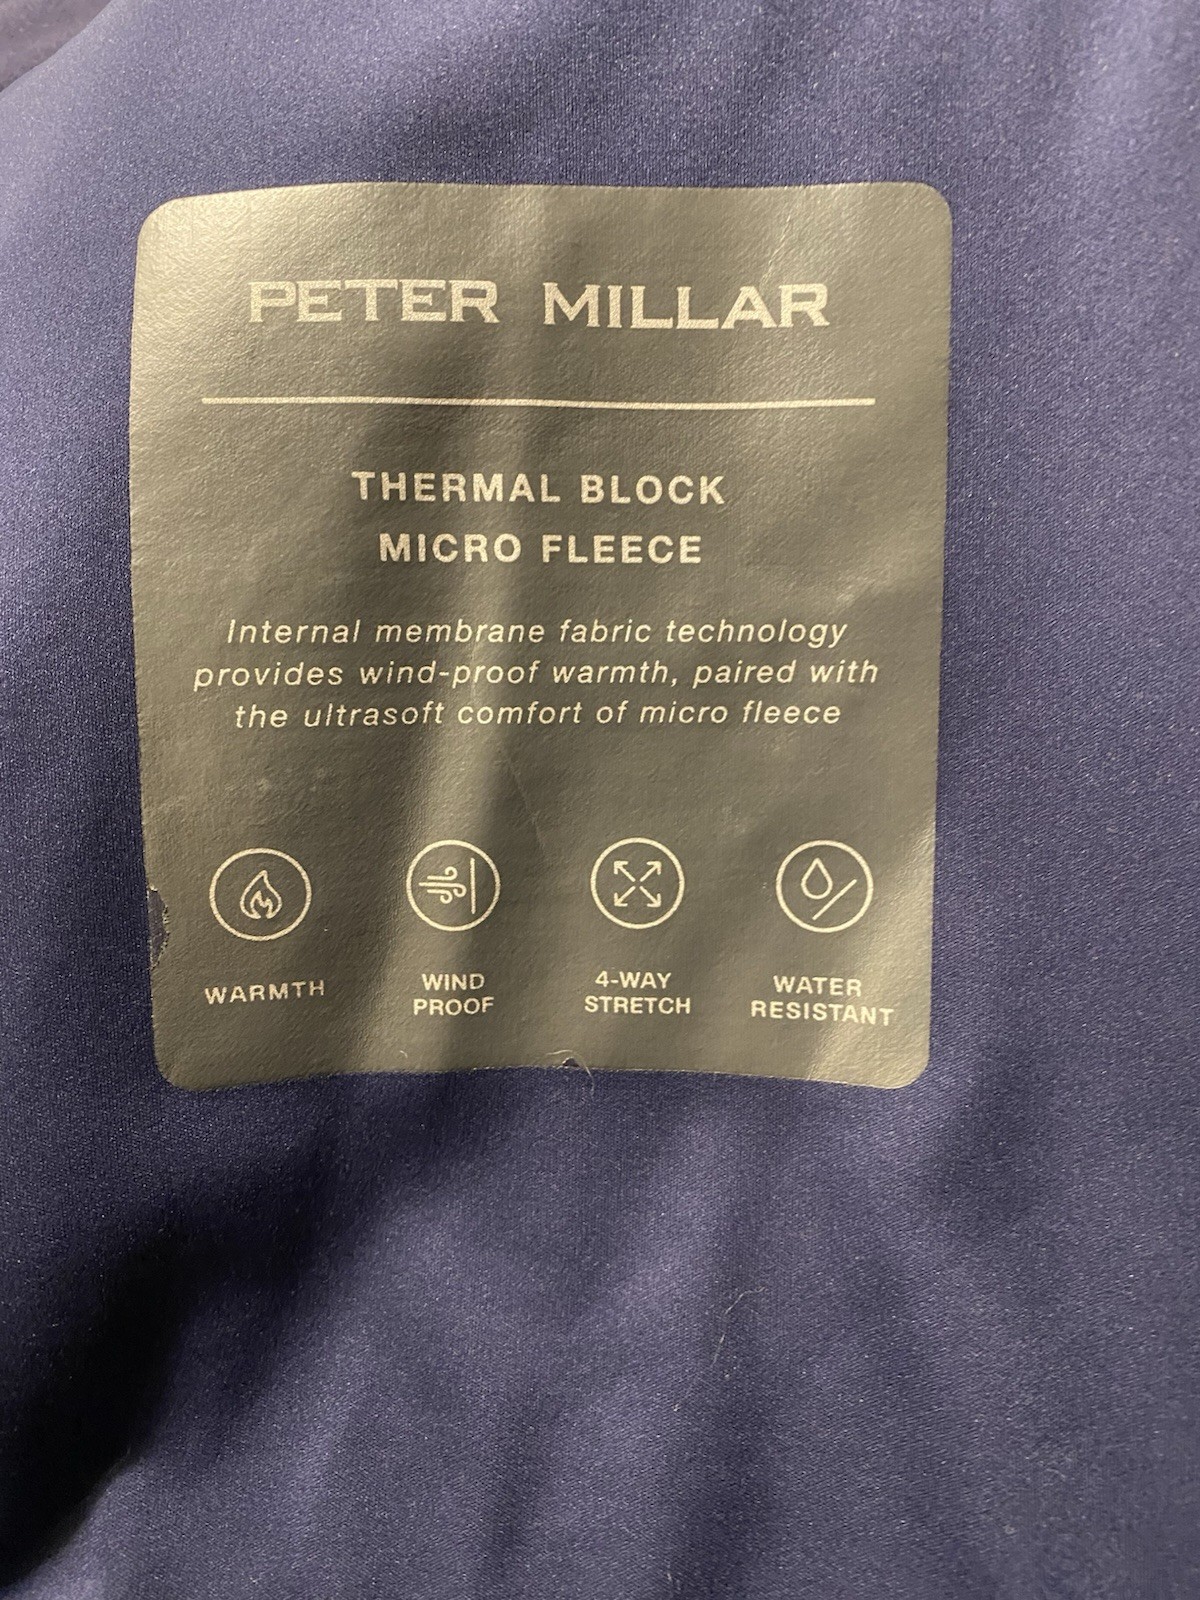 PETER MILLAR
THERMAL BLOCK
MICRO FLEECE
Internal membrane fabric technology
provides wind-proof warmth, paired with
the ultrasoft comfort of micro fleece
WARMTH
WIND
PROOF
4-WAY
STRETCH
WATER
RESISTANT